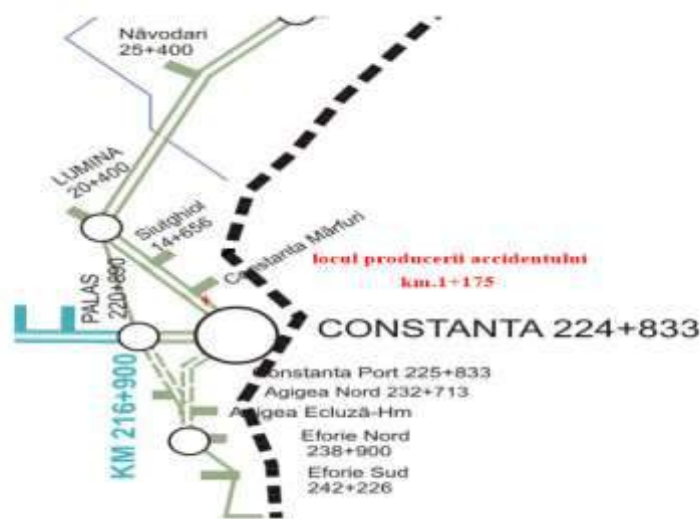 Năvodari
25+400
LUMINA
20+400
Siutghiol
14+656
Constanta Mărfuri
locul producerii accidentului
km.1+175
PALAS
220+890
CONSTANTA 224+833
KM 216+900
Constanta Port 225+833
Agigea Nord 232+713
Agigea Ecluză-Hm
Eforie Nord
238+900
Eforie Sud
242+226